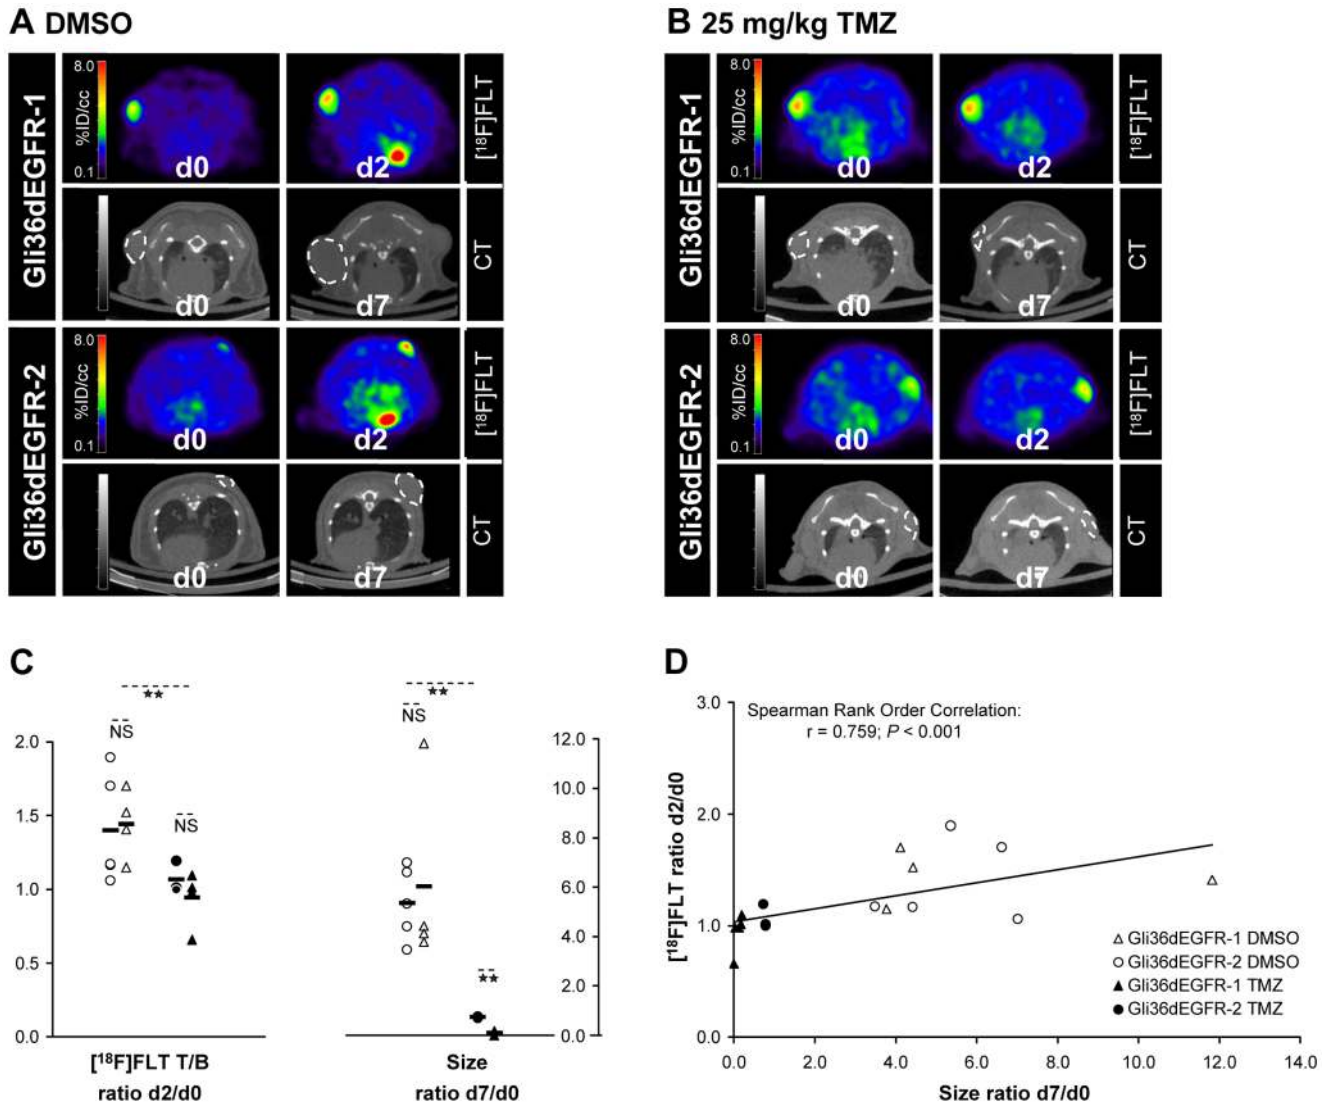 A DMSO
Gli36dEGFR-1
8.0
%ID/cc
0.1
d0
d2
[18F]FLT
d0
d7
CT
Gli36dEGFR-2
8.0
%ID/cc
0.1
d0
d2
[18F]FLT
d0
d7
CT
B 25 mg/kg TMZ
Gli36dEGFR-1
8.0
%ID/cc
0.1
d0
d2
[18F]FLT
d0
d7
CT
Gli36dEGFR-2
8.0
%ID/cc
0.1
d0
d2
[18F]FLT
d0
d7
CT
C
★★
NS
NS
2.0
1.5
1.0
0.5
0.0
[18F]FLT T/B
ratio d2/d0
★★
NS
★★
12.0
10.0
8.0
6.0
4.0
2.0
0.0
Size
ratio d7/d0
D
Spearman Rank Order Correlation:
r = 0.759; P < 0.001
[18F]FLT ratio d2/d0
3.0
2.0
1.0
0.0
△ Gli36dEGFR-1 DMSO
○ Gli36dEGFR-2 DMSO
▲ Gli36dEGFR-1 TMZ
● Gli36dEGFR-2 TMZ
0.0 2.0 4.0 6.0 8.0 10.0 12.0 14.0
Size ratio d7/d0